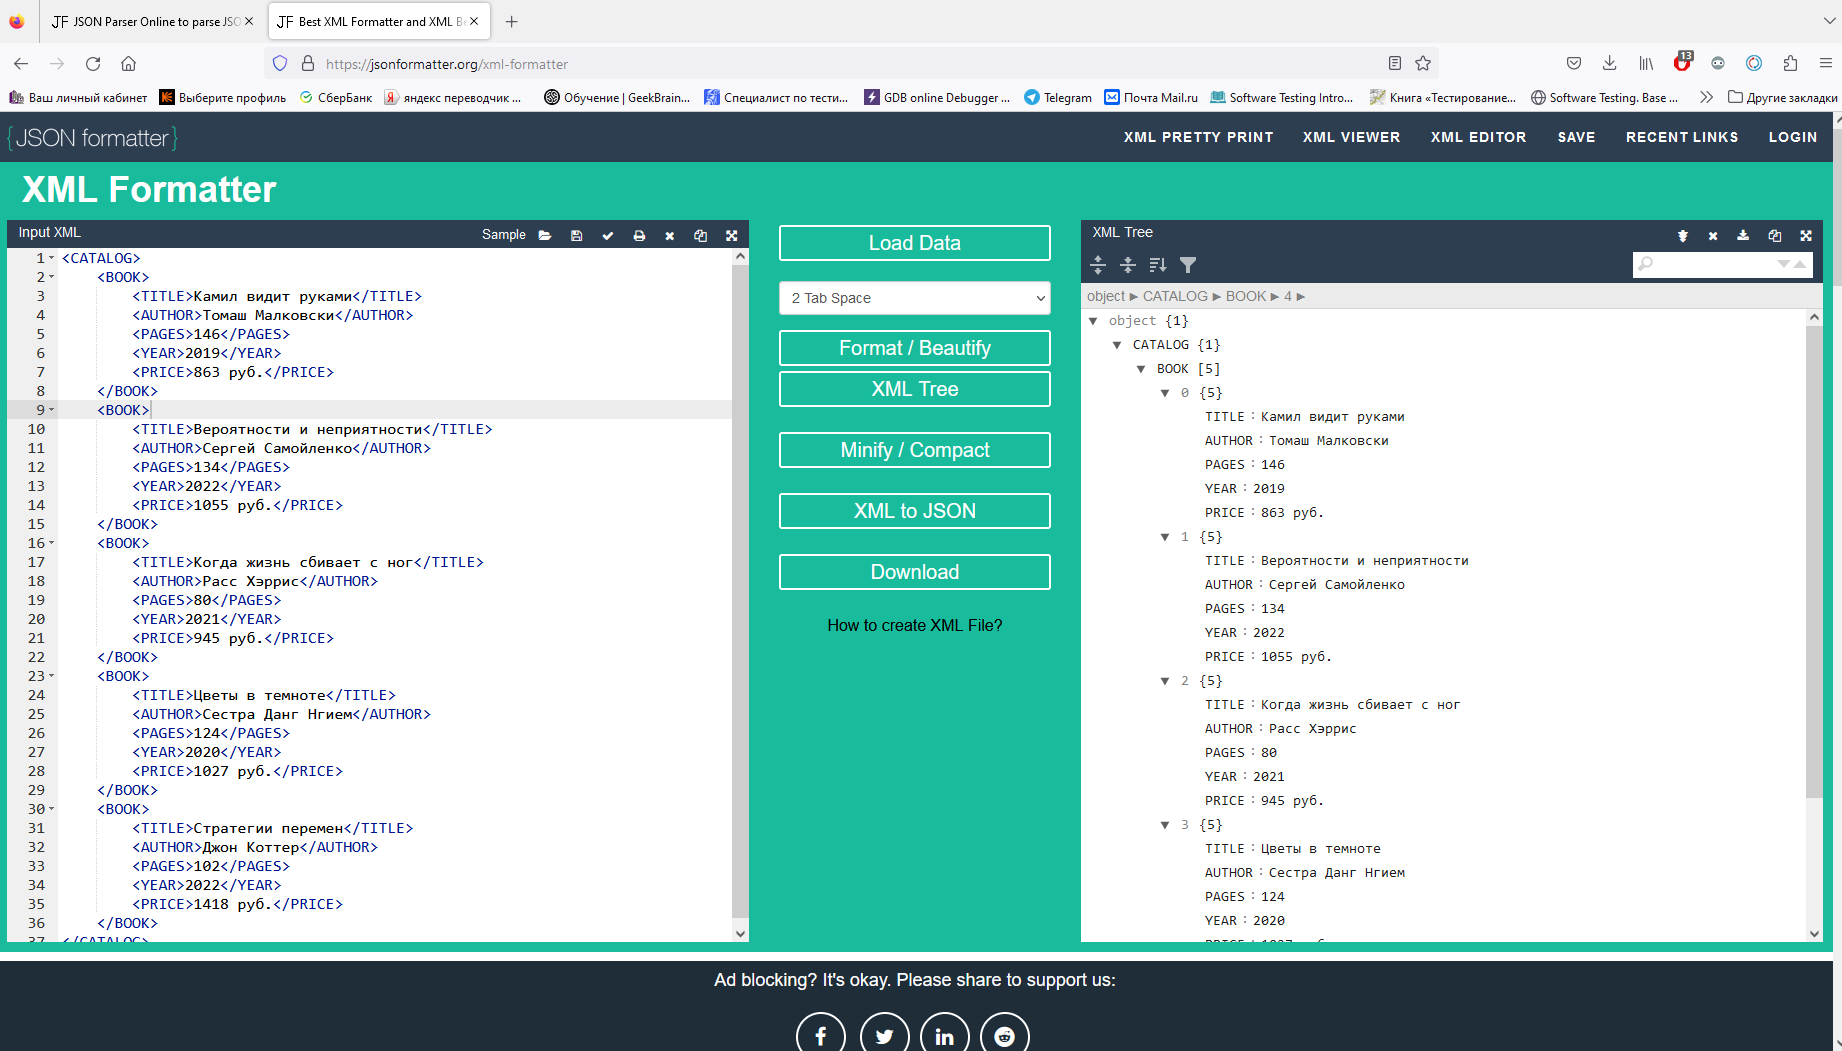 JSON Parser Online to parse JSO
Best XML Formatter and XML Be
https://jsonformatter.org/xml-formatter
13
Ваш личный кабинет
Выберите профиль
СберБанк
яндекс переводчик ...
Обучение | GeekBrain...
Специалист по тести...
GDB online Debugger ...
Telegram
Почта Mail.ru
Software Testing Intro...
Книга «Тестирование...
Software Testing. Base ...
Другие закладки
{JSON formatter}
XML PRETTY PRINT
XML VIEWER
XML EDITOR
SAVE
RECENT LINKS
LOGIN
XML Formatter
Input XML
Sample
1 <CATALOG>
2 <BOOK>
3 <TITLE>Камил видит руками</TITLE>
4 <AUTHOR>Томаш Малковски</AUTHOR>
5 <PAGES>146</PAGES>
6 <YEAR>2019</YEAR>
7 <PRICE>863 руб.</PRICE>
8 </BOOK>
9 <BOOK>
10 <TITLE>Вероятности и неприятности</TITLE>
11 <AUTHOR>Сергей Самойленко</AUTHOR>
12 <PAGES>134</PAGES>
13 <YEAR>2022</YEAR>
14 <PRICE>1055 руб.</PRICE>
15 </BOOK>
16 <BOOK>
17 <TITLE>Когда жизнь сбивает с ног</TITLE>
18 <AUTHOR>Расс Хэррис</AUTHOR>
19 <PAGES>80</PAGES>
20 <YEAR>2021</YEAR>
21 <PRICE>945 руб.</PRICE>
22 </BOOK>
23 <BOOK>
24 <TITLE>Цветы в темноте</TITLE>
25 <AUTHOR>Сестра Данг Нгием</AUTHOR>
26 <PAGES>124</PAGES>
27 <YEAR>2020</YEAR>
28 <PRICE>1027 руб.</PRICE>
29 </BOOK>
30 <BOOK>
31 <TITLE>Стратегии перемен</TITLE>
32 <AUTHOR>Джон Коттер</AUTHOR>
33 <PAGES>102</PAGES>
34 <YEAR>2022</YEAR>
35 <PRICE>1418 руб.</PRICE>
36 </BOOK>
37 </CATALOG>
Load Data
2 Tab Space
Format / Beautify
XML Tree
Minify / Compact
XML to JSON
Download
How to create XML File?
XML Tree
object ► CATALOG ► BOOK ► 4 ►
object {1}
CATALOG {1}
BOOK [5]
0 {5}
TITLE : Камил видит руками
AUTHOR : Томаш Малковски
PAGES : 146
YEAR : 2019
PRICE : 863 руб.
1 {5}
TITLE : Вероятности и неприятности
AUTHOR : Сергей Самойленко
PAGES : 134
YEAR : 2022
PRICE : 1055 руб.
2 {5}
TITLE : Когда жизнь сбивает с ног
AUTHOR : Расс Хэррис
PAGES : 80
YEAR : 2021
PRICE : 945 руб.
3 {5}
TITLE : Цветы в темноте
AUTHOR : Сестра Данг Нгием
PAGES : 124
YEAR : 2020
Ad blocking? It's okay. Please share to support us: